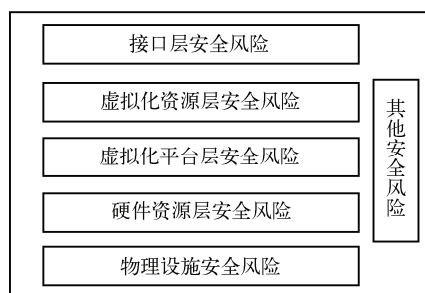 接口层安全风险
虚拟化资源层安全风险
虚拟化平台层安全风险
硬件资源层安全风险
物理设施安全风险
其他安全风险